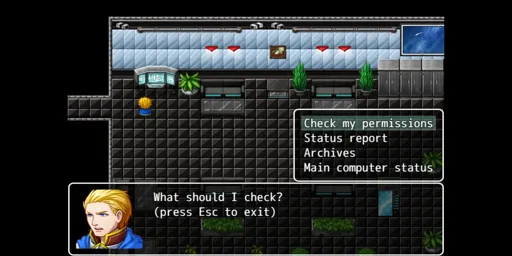 Check my permissions
Status report
Archives
Main computer status
What should I check?
(press Esc to exit)